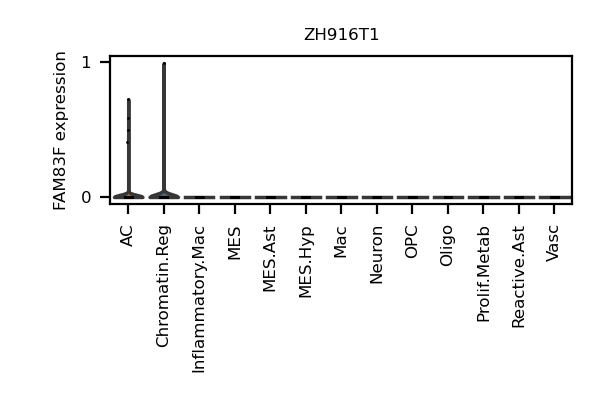 ZH916T1
FAM83F expression
1
0
AC
Chromatin.Reg
Inflammatory.Mac
MES
MES.Ast
MES.Hyp
Mac
Neuron
OPC
Oligo
Prolif.Metab
Reactive.Ast
Vasc